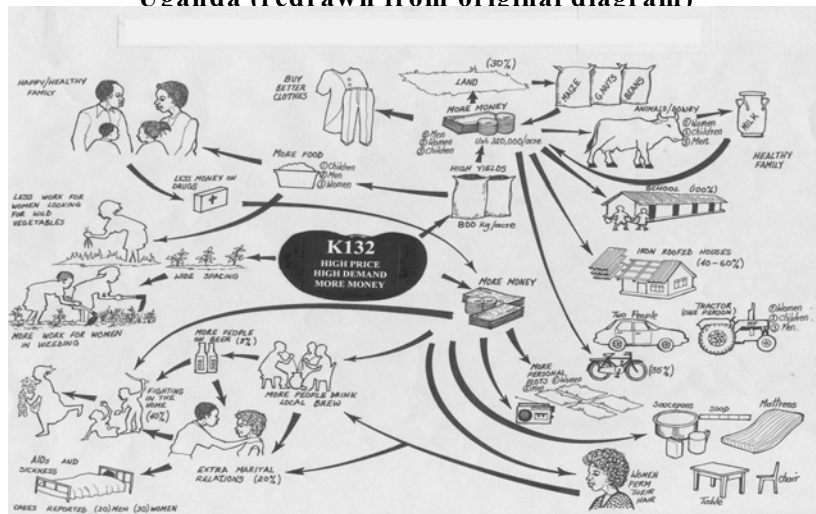 Uganda (redrawn from original diagram)
HAPPY/HEALTHY
FAMILY
BUY
BETTER
CLOTHES
(30%)
LAND
MAIZE
G.NUTS
BEANS
MORE MONEY
① Men
② Women
③ Children
Ush 320,000/acre
ANIMALS/DOWRY
① Women
② Children
③ Men
MILK
HEALTHY
FAMILY
MORE FOOD
① Children
② Men
③ Women
HIGH YIELDS
800 Kg/acre
LESS MONEY ON
DRUGS
SCHOOL (100%)
LESS WORK FOR
WOMEN LOOKING
FOR WILD
VEGETABLES
WIDE SPACING
K132
HIGH PRICE
HIGH DEMAND
MORE MONEY
IRON ROOFED HOUSES
(40-60%)
MORE MONEY
MORE WORK FOR WOMEN
IN WEEDING
Two People
TRACTOR
(ONE PERSON)
① Women
② Children
③ Men
(35%)
MORE PEOPLE
ON BEER
MORE PEOPLE DRINK
LOCAL BREW
MORE
PERSONAL
PLOTS ① Women
② Men
FIGHTING
IN THE
HOME
(40%)
Saucepans
soap
Mattress
EXTRA MARITAL
RELATIONS (20%)
AIDs AND
SICKNESS
WOMEN
PERM
THEIR
HAIR
Table
chair
CASES REPORTED (20) MEN (30) WOMEN